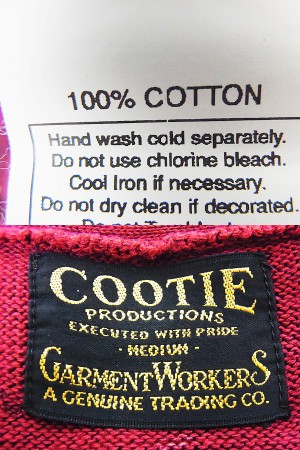 100% COTTON
Hand wash cold separately.
Do not use chlorine bleach.
Cool Iron if necessary.
Do not dry clean if decorated.
COOTIE
PRODUCTIONS
EXECUTED WITH PRIDE
- MEDIUM -
GARMENTWORKERS
A GENUINE TRADING CO.